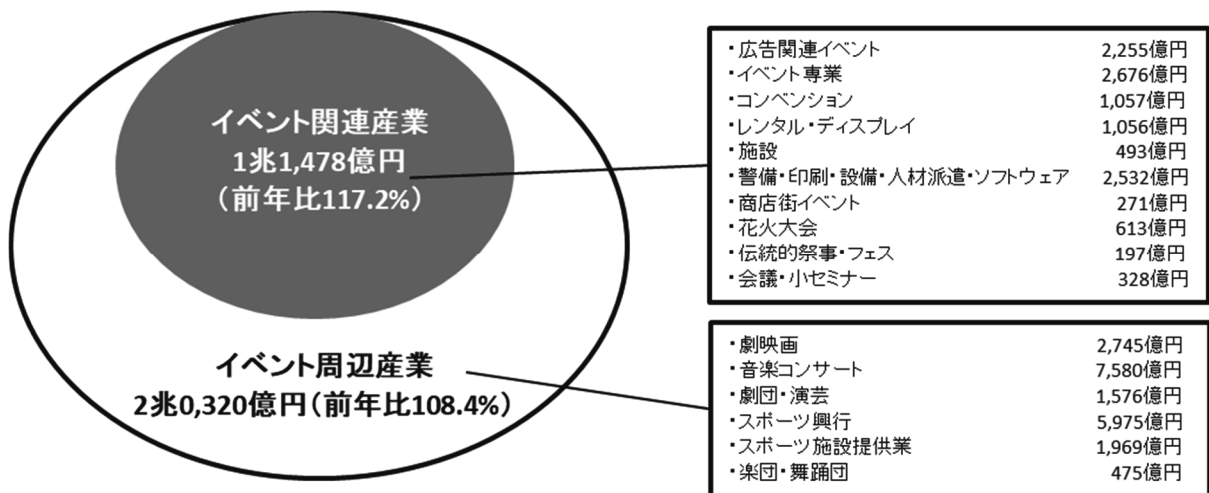 イベント関連産業
1兆1,478億円
（前年比117.2%）
イベント周辺産業
2兆0,320億円（前年比108.4%）
・広告関連イベント 2,255億円
・イベント専業 2,676億円
・コンベンション 1,057億円
・レンタル・ディスプレイ 1,056億円
・施設 493億円
・警備・印刷・設備・人材派遣・ソフトウェア 2,532億円
・商店街イベント 271億円
・花火大会 613億円
・伝統的祭事・フェス 197億円
・会議・小セミナー 328億円
・劇映画 2,745億円
・音楽コンサート 7,580億円
・劇団・演芸 1,576億円
・スポーツ興行 5,975億円
・スポーツ施設提供業 1,969億円
・楽団・舞踊団 475億円